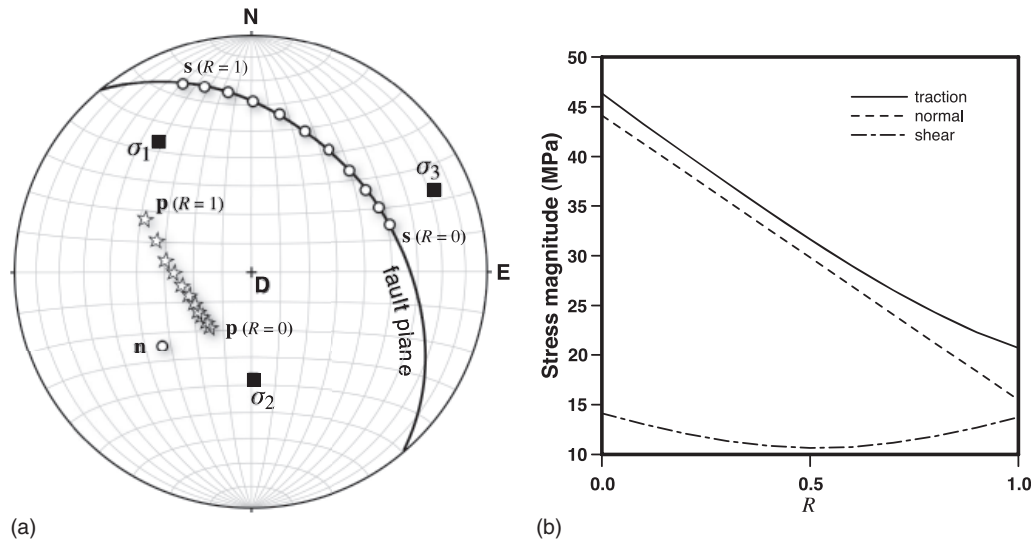 N
s (R = 1)
σ1
σ3
p (R = 1)
s (R = 0)
D
E
fault plane
p (R = 0)
n
σ2
(a)
50
45
40
35
30
25
20
15
10
Stress magnitude (MPa)
traction
normal
shear
0.0
0.5
1.0
R
(b)